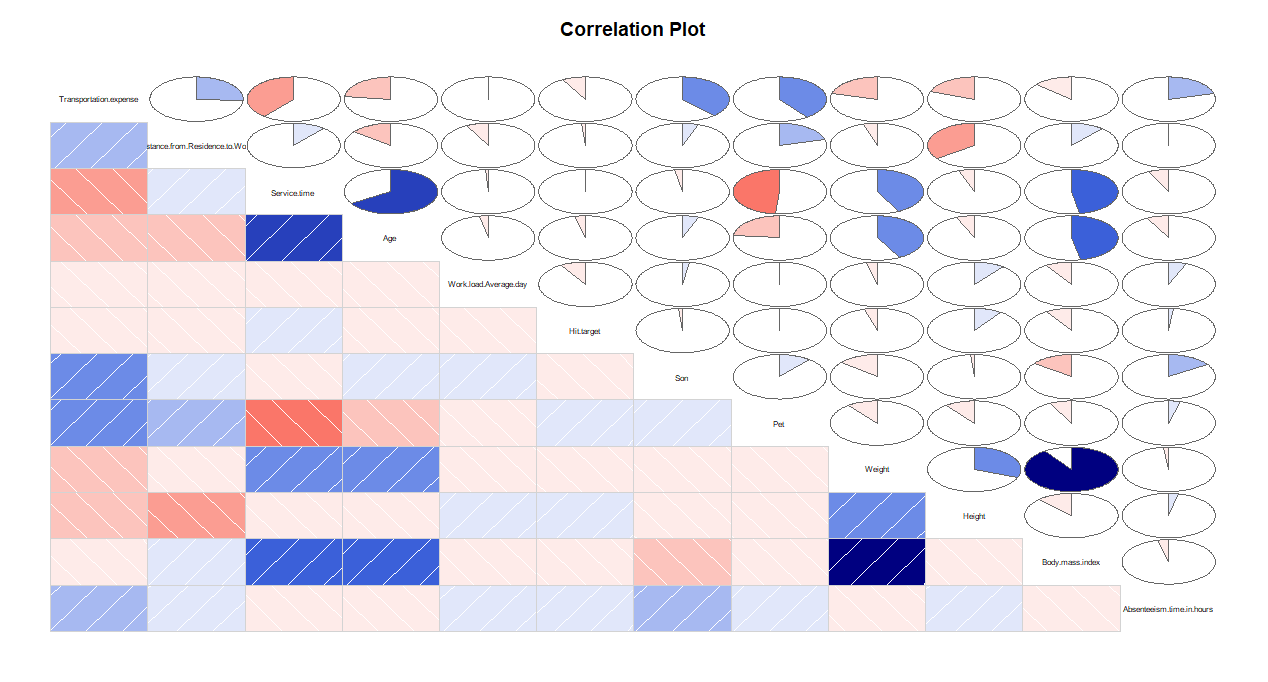 Correlation Plot
Transportation.expense
stance.from.Residence.to.Wo
Service.time
Age
Work.load.Average.day
Hit.target
Son
Pet
Weight
Height
Body.mass.index
Absenteeism.time.in.hours